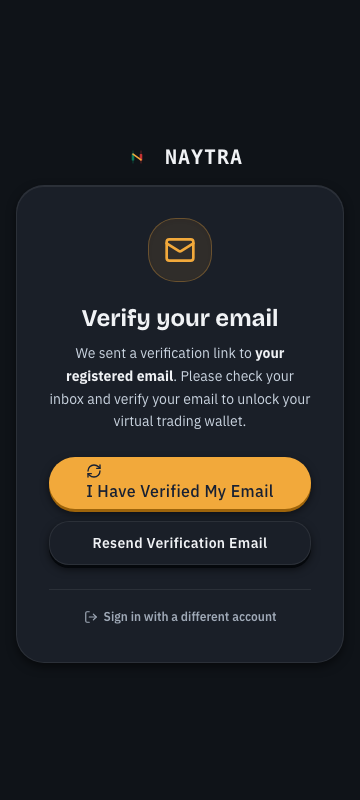 NAYTRA
Verify your email
We sent a verification link to your
registered email. Please check your
inbox and verify your email to unlock your
virtual trading wallet.
I Have Verified My Email
Resend Verification Email
Sign in with a different account